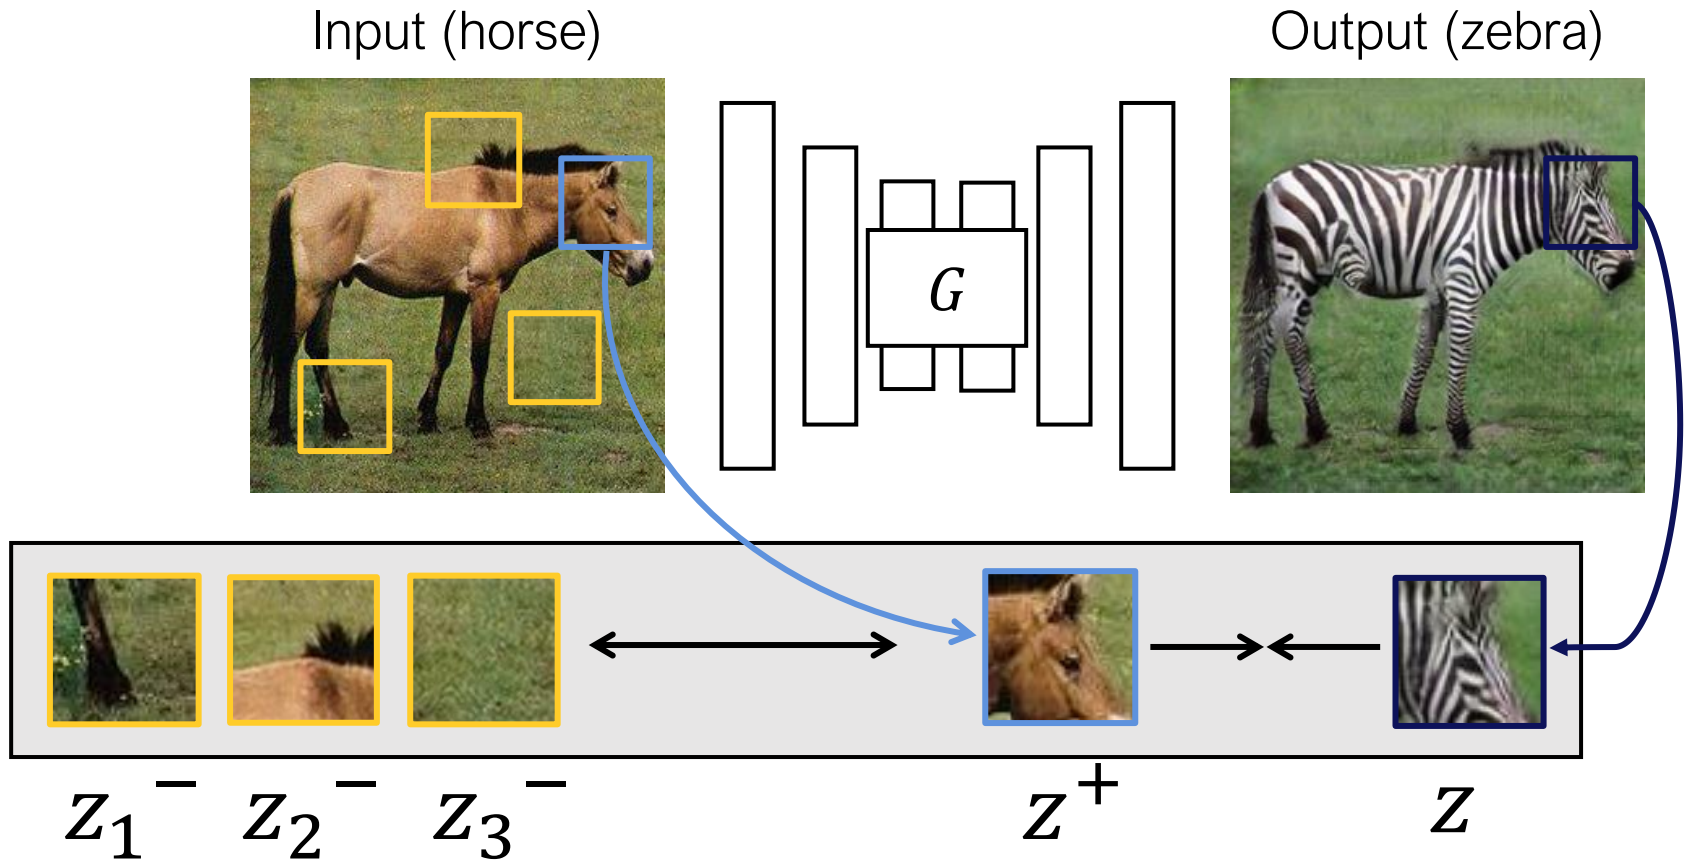 Input (horse)
Output (zebra)
G
z₁⁻ z₂⁻ z₃⁻ z⁺ z